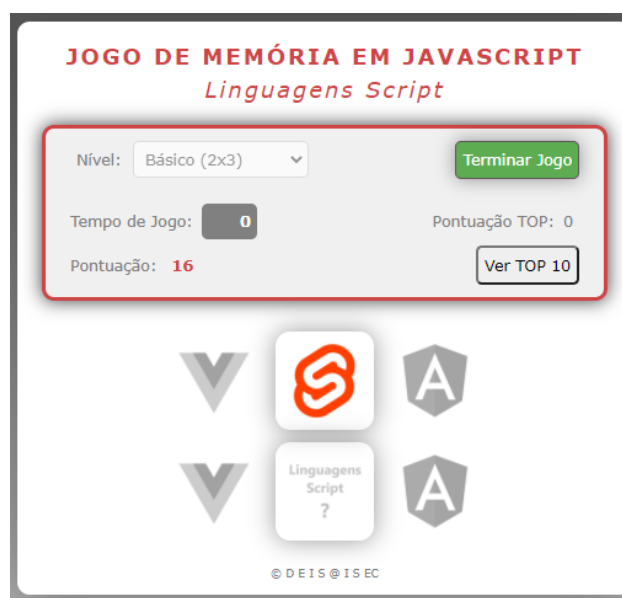 JOGO DE MEMÓRIA EM JAVASCRIPT
Linguagens Script
Nível: Básico (2x3) Terminar Jogo
Tempo de Jogo: 0 Pontuação TOP: 0
Pontuação: 16 Ver TOP 10
A
Linguagens
Script
?
A
© DEIS@ISEC